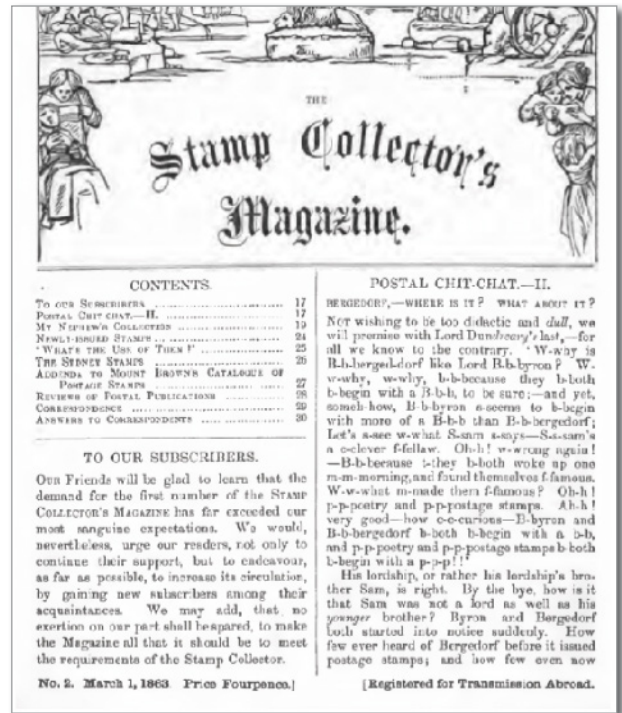 THE
Stamp Collector's
Magazine.
CONTENTS.
TO OUR SUBSCRIBERS ... 17
POSTAL CHIT CHAT.—II. ... 17
MY NEPHEW'S COLLECTION ... 19
NEWLY-ISSUED STAMPS ... 24
'WHAT'S THE USE OF THEM?' ... 25
THE SYDNEY STAMPS ... 26
ADDENDA TO MOUNT BROWN'S CATALOGUE OF
POSTAGE STAMPS ... 27
REVIEWS OF POSTAL PUBLICATIONS ... 28
CORRESPONDENCE ... 29
ANSWERS TO CORRESPONDENTS ... 30
TO OUR SUBSCRIBERS.
OUR Friends will be glad to learn that the
demand for the first number of the STAMP
COLLECTOR'S MAGAZINE has far exceeded our
most sanguine expectations. We would,
nevertheless, urge our readers, not only to
continue their support, but to endeavour,
as far as possible, to increase its circulation,
by gaining new subscribers among their
acquaintances. We may add, that no
exertion on our part shall be spared, to make
the Magazine all that it should be to meet
the requirements of the Stamp Collector.
POSTAL CHIT-CHAT.—II.
BERGEDORF,—WHERE IS IT? WHAT ABOUT IT?
NOT wishing to be too didactic and dull, we
will promise with Lord Dundreary's last,—for
all we know to the contrary. 'W-why is
B-b-berged-dorf like Lord B-b-byron? W-
w-why, w-why, b-b-because they b-both
b-begin with a B-b-b, to be sure;—and yet,
someh-how, B-b-byron s-seems to b-begin
with more of a B-b-b than B-b-bergedorf;
Let's s-see w-what S-sam s-says—S-s-sam's
a c-clever f-fellaw. Oh-h! w-wrong again!
—B-b-because t-they b-both woke up one
m-m-morning, and found themselves f-famous.
W-w-what m-made them f-famous? Oh-h!
p-p-poetry and p-p-postage stamps. Ah-h!
very good—how c-c-curious—B-byron and
B-b-bergedorf b-both b-begin with a b-b,
and p-p-poetry and p-p-postage stamps b-both
b-begin with a p-p-p!!'
His lordship, or rather his lordship's bro-
ther Sam, is right. By the bye, how is it
that Sam was not a lord as well as his
younger brother? Byron and Bergedorf
both started into notice suddenly. How
few ever heard of Bergedorf before it issued
postage stamps; and how few even now
No. 2. March 1, 1863. Price Fourpence.]
[Registered for Transmission Abroad.